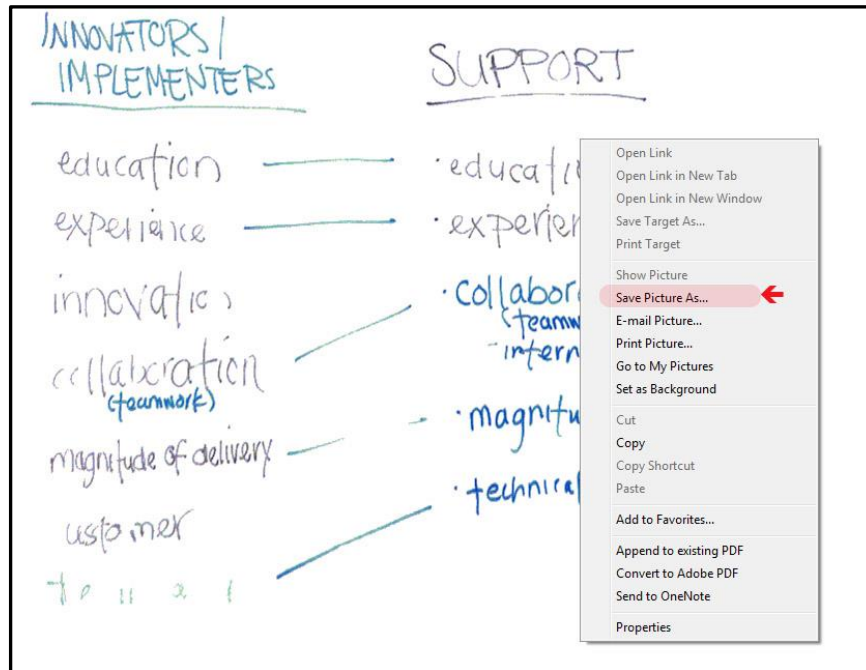 INNOVATORS/
IMPLEMENTERS
education
experience
innovation
collaboration
(teamwork)
magnitude of delivery
ustomer
SUPPORT
· educati
· experien
· collabor
(teamw
- intern
· magnitu
· technical
Open Link
Open Link in New Tab
Open Link in New Window
Save Target As...
Print Target
Show Picture
Save Picture As...
E-mail Picture...
Print Picture...
Go to My Pictures
Set as Background
Cut
Copy
Copy Shortcut
Paste
Add to Favorites...
Append to existing PDF
Convert to Adobe PDF
Send to OneNote
Properties